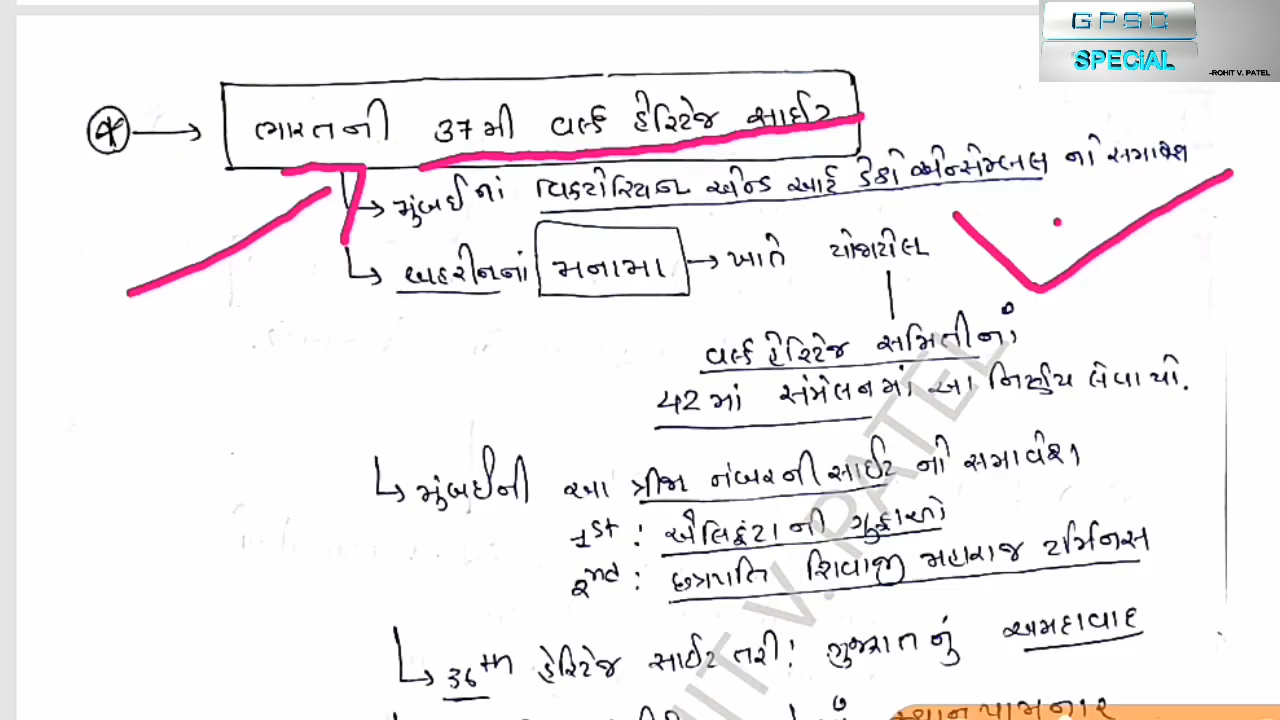 GPSC
SPECIAL
-ROHIT V. PATEL
ભારતની 37મી વર્લ્ડ હેરિટેજ સાઈટ
મુંબઈનાં વિક્ટોરિયન એન્ડ આર્ટ ડેકો એન્સેમ્બલ નો સમાવેશ
બહરીનનાં મનામા → ખાતે યોજાયેલ
વર્લ્ડ હેરિટેજ સમિતીનાં
42માં સંમેલનમાં આ નિર્ણય લેવાયો.
મુંબઈની આ ત્રીજા નંબરની સાઈટ નો સમાવેશ
1st : એલિફંટાની ગુફાઓ
2nd : છત્રપતિ શિવાજી મહારાજ ટર્મિનસ
36th હેરિટેજ સાઈટ તરી! ગુજરાતનું અમદાવાદ
સ્થાન પામનાર